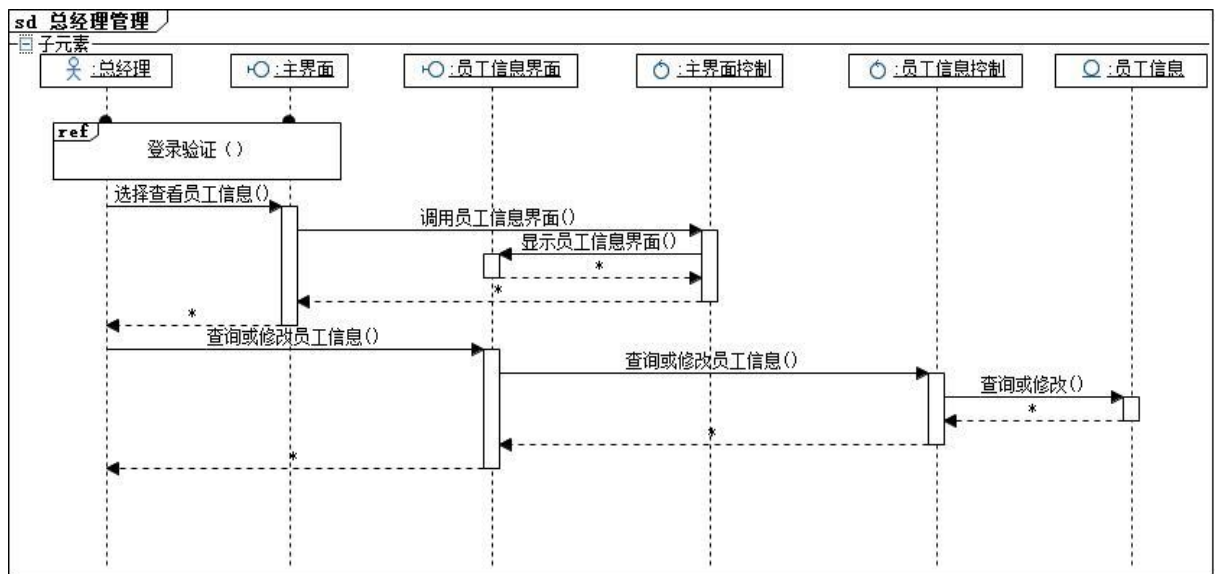 sd 总经理管理
子元素
:总经理
:主界面
:员工信息界面
:主界面控制
:员工信息控制
:员工信息
ref
登录验证 ()
选择查看员工信息()
调用员工信息界面()
显示员工信息界面()
*
*
*
查询或修改员工信息()
查询或修改员工信息()
查询或修改()
*
*
*